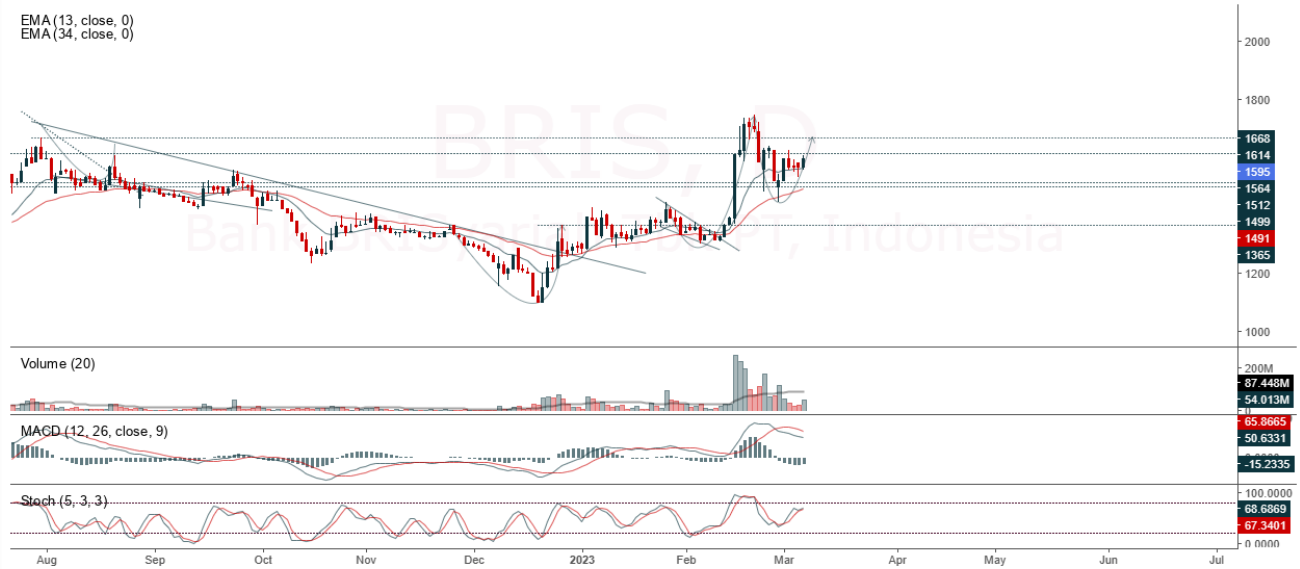 EMA (13, close, 0)
EMA (34, close, 0)
BRIS, D
Indonesia
2000
1800
1668
1614
1595
1564
1512
1499
1491
1365
1200
1000
Volume (20)
200M
87.448M
54.013M
0
MACD (12, 26, close, 9)
65.8665
50.6331
-15.2335
Stoch (5, 3, 3)
100.0000
68.6869
67.3401
0.0000
Aug Sep Oct Nov Dec 2023 Feb Mar Apr May Jun Jul